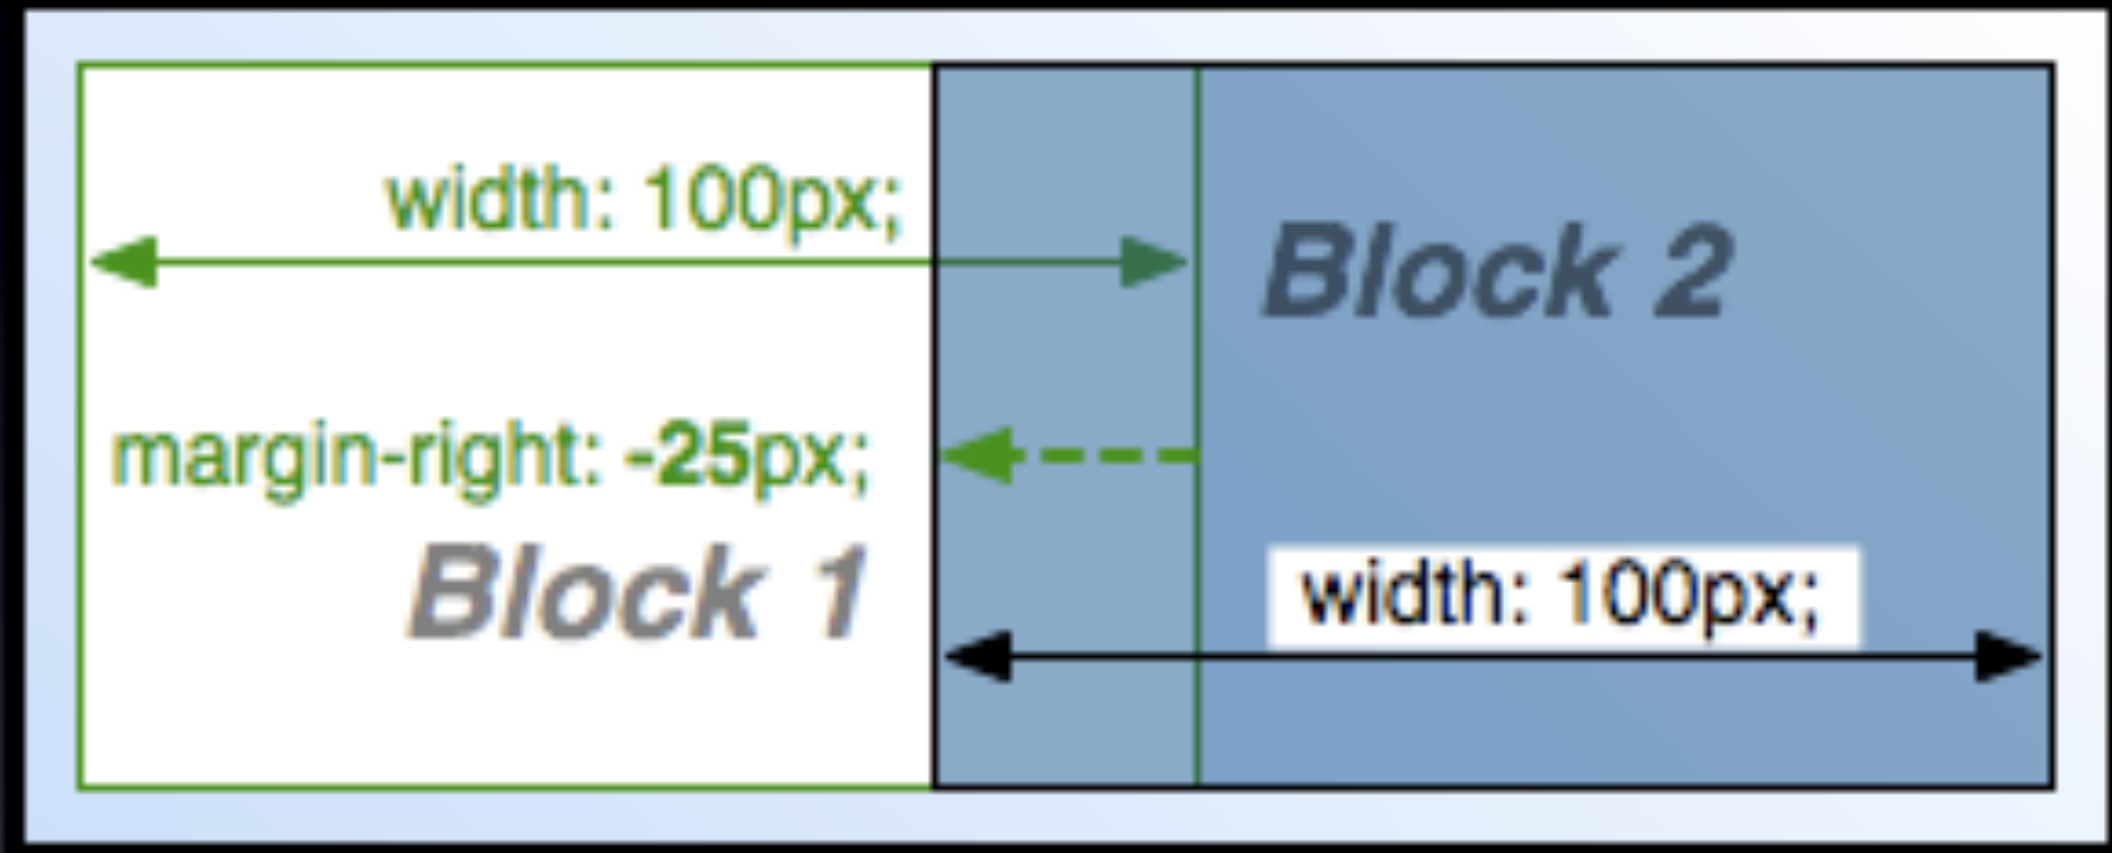 width: 100px;
Block 2
margin-right: -25px;
Block 1
width: 100px;